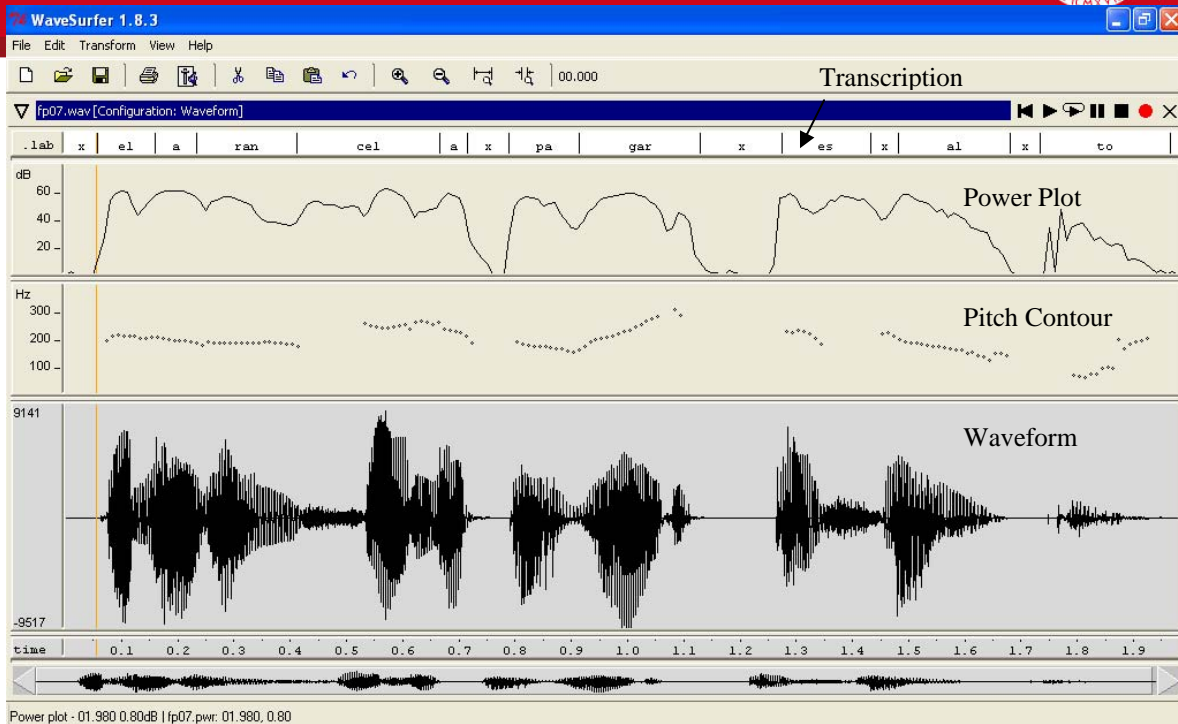 WaveSurfer 1.8.3
File Edit Transform View Help
00.000
Transcription
fp07.wav [Configuration: Waveform]
.lab x el a ran cel a x pa gar x es x al x to
dB
60
40
20
Power Plot
Hz
300
200
100
Pitch Contour
9141
Waveform
-9517
time 0.1 0.2 0.3 0.4 0.5 0.6 0.7 0.8 0.9 1.0 1.1 1.2 1.3 1.4 1.5 1.6 1.7 1.8 1.9
Power plot - 01.980 0.80dB | fp07.pwr: 01.980, 0.80